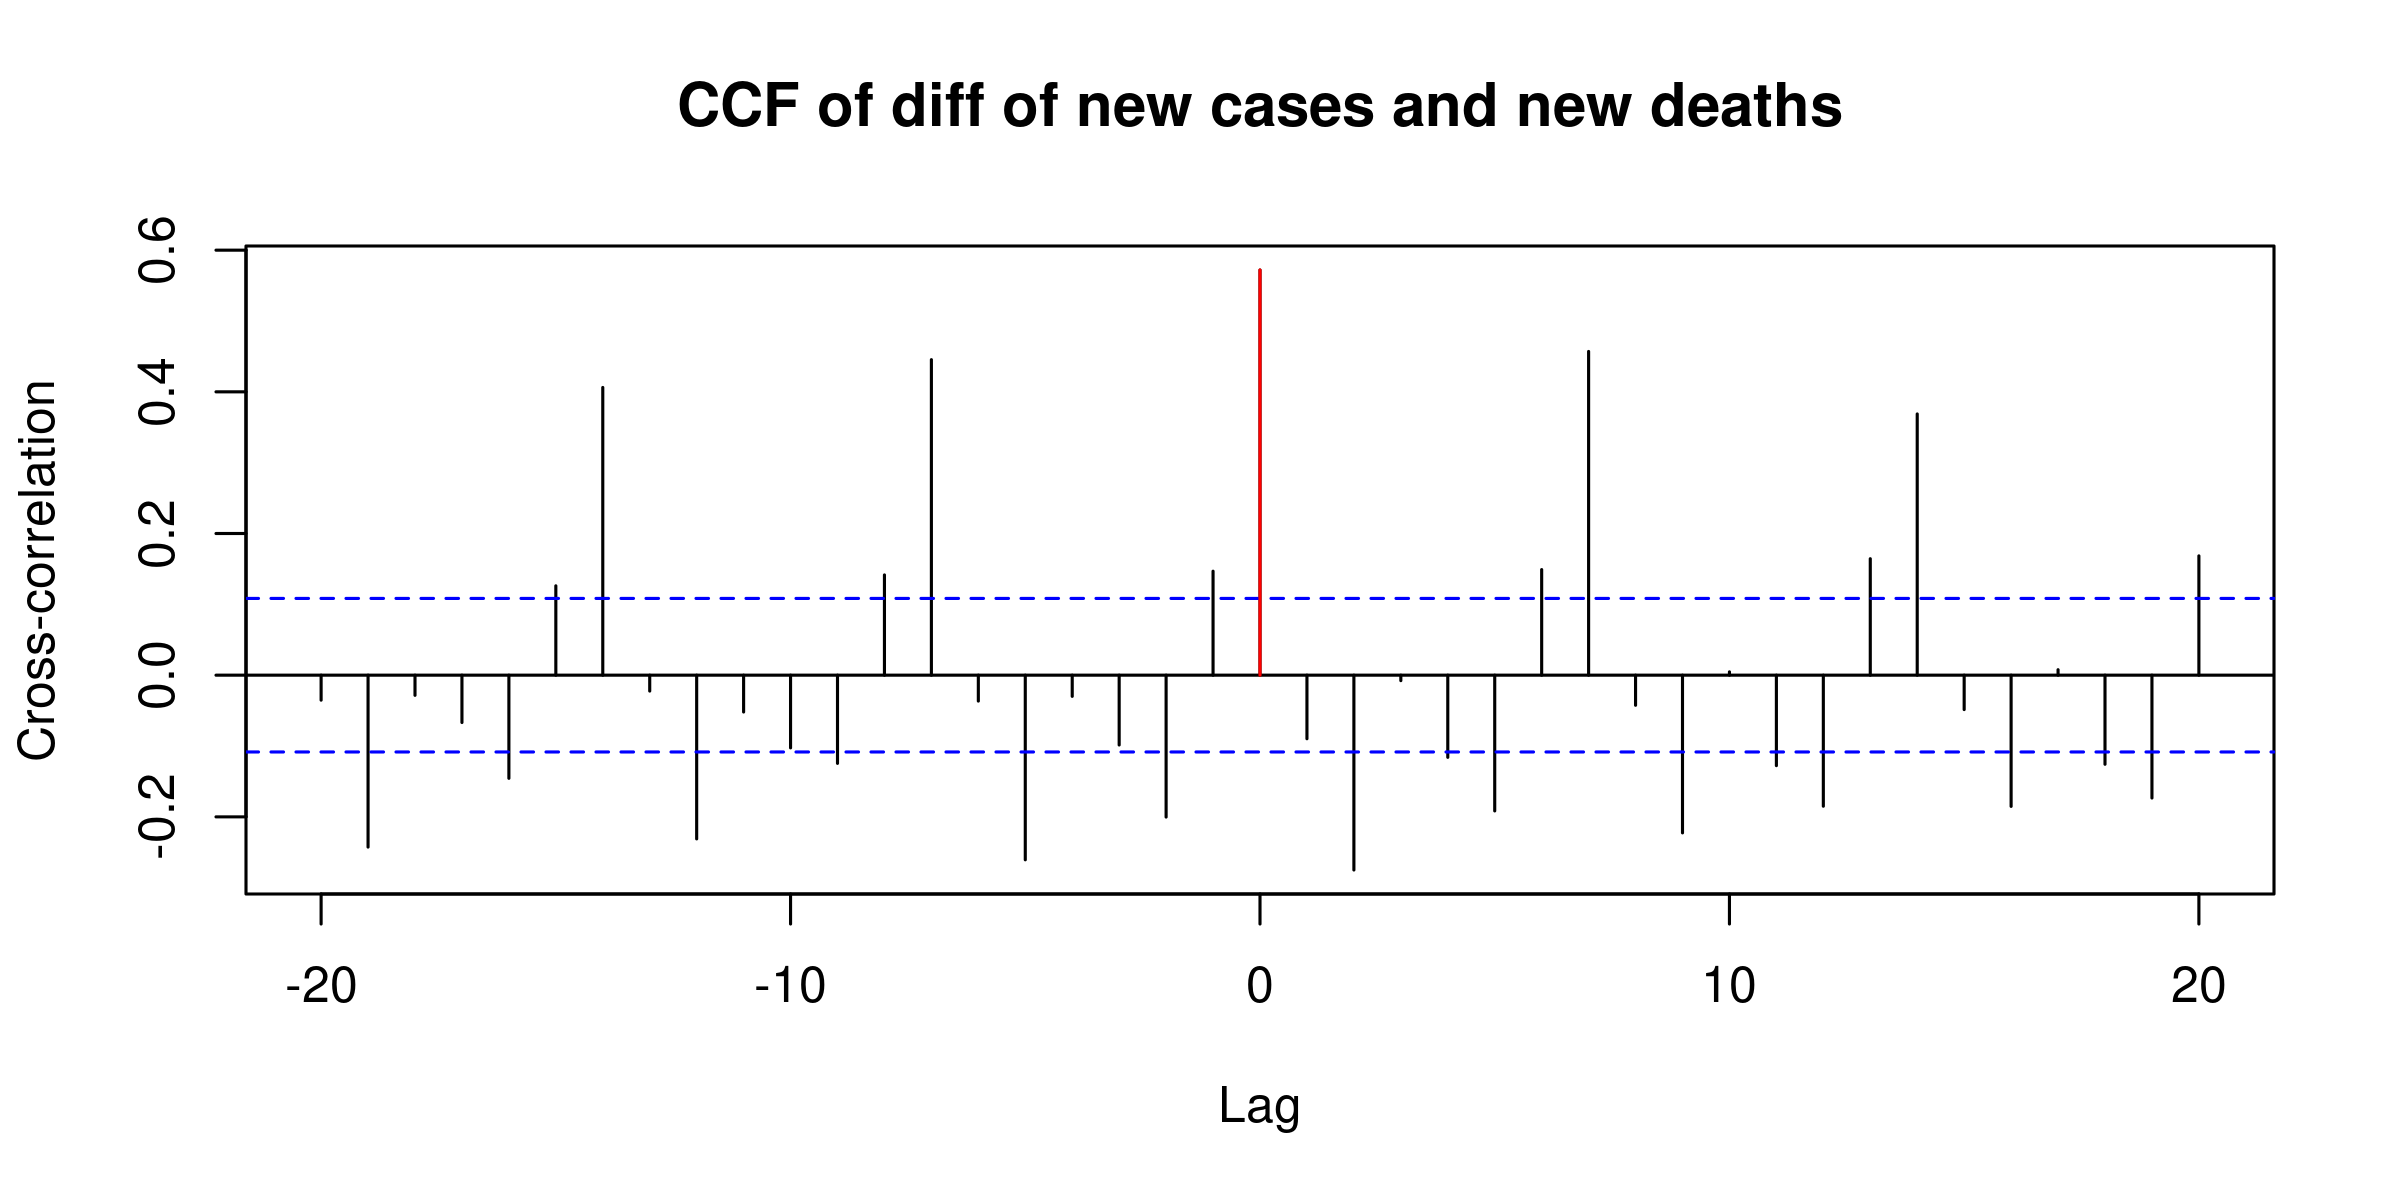 CCF of diff of new cases and new deaths
Cross-correlation
0.6
0.4
0.2
0.0
-0.2
-20 -10 0 10 20
Lag